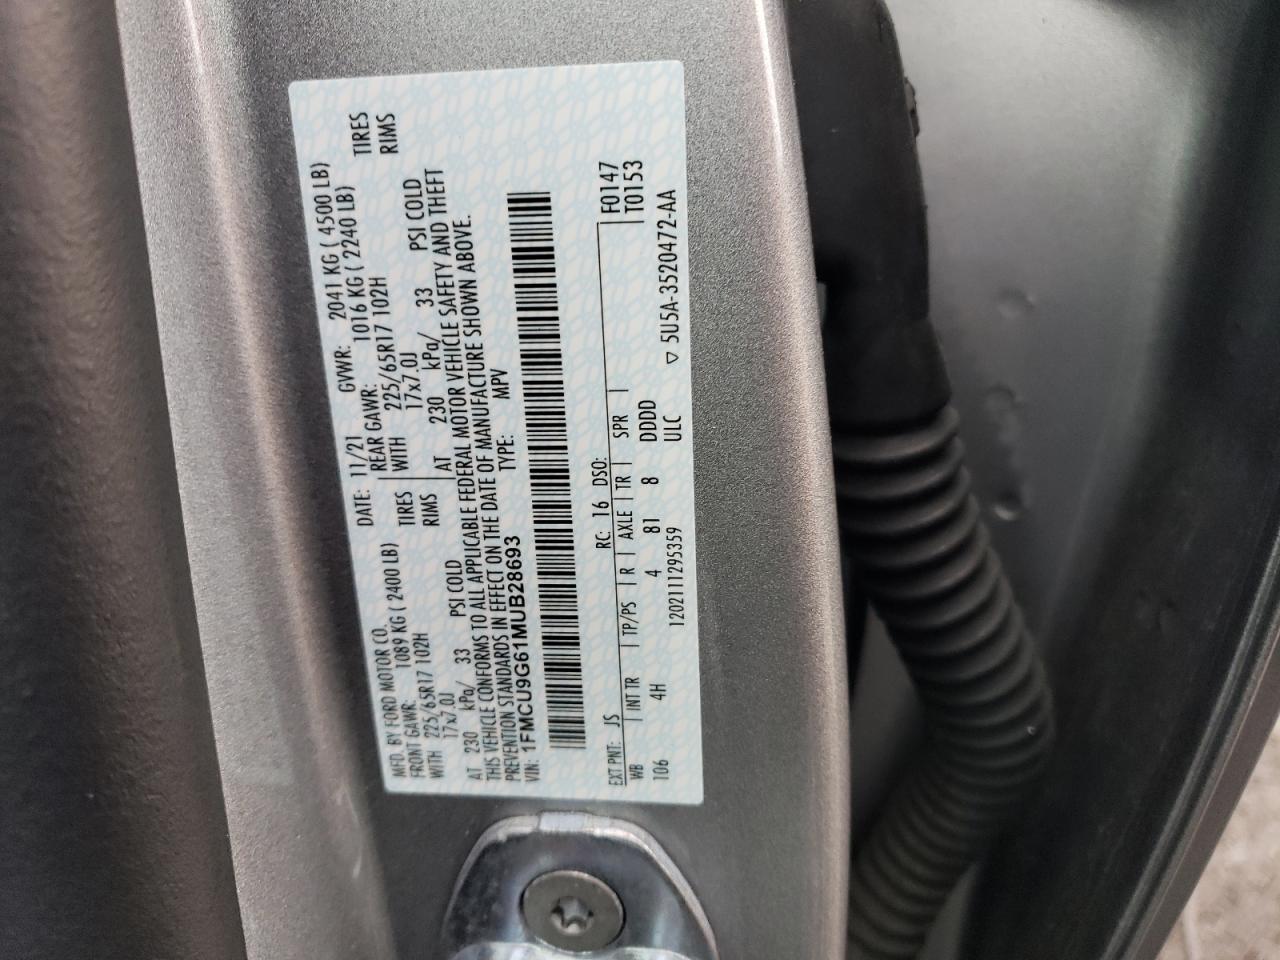 MFD. BY FORD MOTOR CO. DATE: 11/21 GVWR: 2041 KG ( 4500 LB)
FRONT GAWR: 1089 KG ( 2400 LB) REAR GAWR: 1016 KG ( 2240 LB)
WITH 225/65R17 102H TIRES WITH 225/65R17 102H TIRES
17x7.0J RIMS 17x7.0J RIMS
AT 230 kPa/ 33 PSI COLD AT 230 kPa/ 33 PSI COLD
THIS VEHICLE CONFORMS TO ALL APPLICABLE FEDERAL MOTOR VEHICLE SAFETY AND THEFT
PREVENTION STANDARDS IN EFFECT ON THE DATE OF MANUFACTURE SHOWN ABOVE.
VIN: 1FMCU9G61MUB28693 TYPE: MPV
EXT PNT: JS RC: 16 DSO: F0147
WB | INT TR | TP/PS | R | AXLE | TR | SPR | T0153
106 4H 4 81 8 DDDD
1202111295359 ULC ▽ 5U5A-3520472-AA